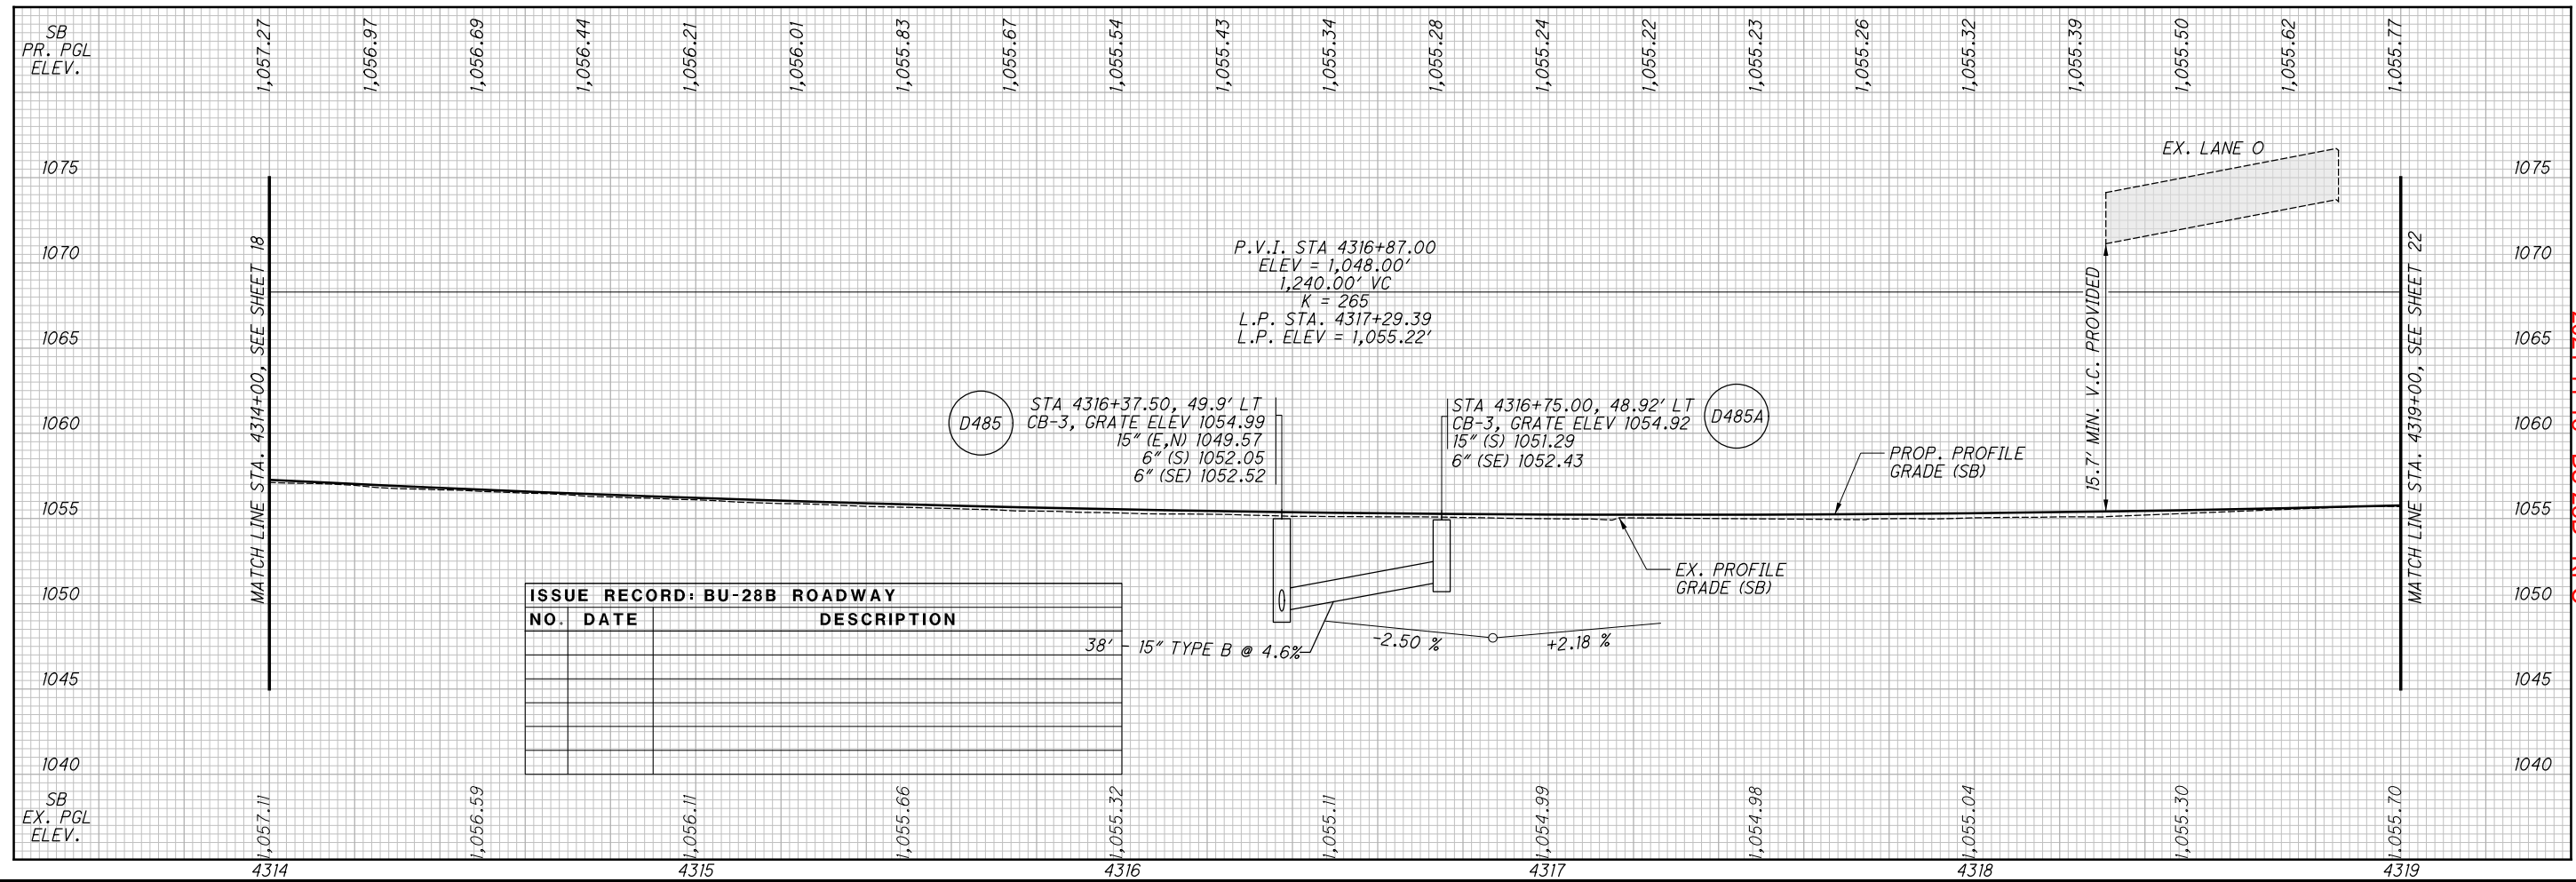 SB
PR. PGL
ELEV.
1,057.27
1,056.97
1,056.69
1,056.44
1,056.21
1,056.01
1,055.83
1,055.67
1,055.54
1,055.43
1,055.34
1,055.28
1,055.24
1,055.22
1,055.23
1,055.26
1,055.32
1,055.39
1,055.50
1,055.62
1.055.77
1075
1070
1065
1060
1055
1050
1045
1040
MATCH LINE STA. 4314+00, SEE SHEET 18
P.V.I. STA 4316+87.00
ELEV = 1,048.00'
1,240.00' VC
K = 265
L.P. STA. 4317+29.39
L.P. ELEV = 1,055.22'
D485
STA 4316+37.50, 49.9' LT
CB-3, GRATE ELEV 1054.99
15" (E,N) 1049.57
6" (S) 1052.05
6" (SE) 1052.52
STA 4316+75.00, 48.92' LT
CB-3, GRATE ELEV 1054.92
15" (S) 1051.29
6" (SE) 1052.43
D485A
PROP. PROFILE
GRADE (SB)
EX. PROFILE
GRADE (SB)
EX. LANE O
15.7' MIN. V.C. PROVIDED
MATCH LINE STA. 4319+00, SEE SHEET 22
1075
1070
1065
1060
1055
1050
1045
1040
ISSUE RECORD: BU-28B ROADWAY
NO. DATE DESCRIPTION
38' - 15" TYPE B @ 4.6%
-2.50 %
+2.18 %
SB
EX. PGL
ELEV.
1,057.11
1,056.59
1,056.11
1,055.66
1,055.32
1,055.11
1,054.99
1,054.98
1,055.04
1,055.30
1.055.70
4314
4315
4316
4317
4318
4319